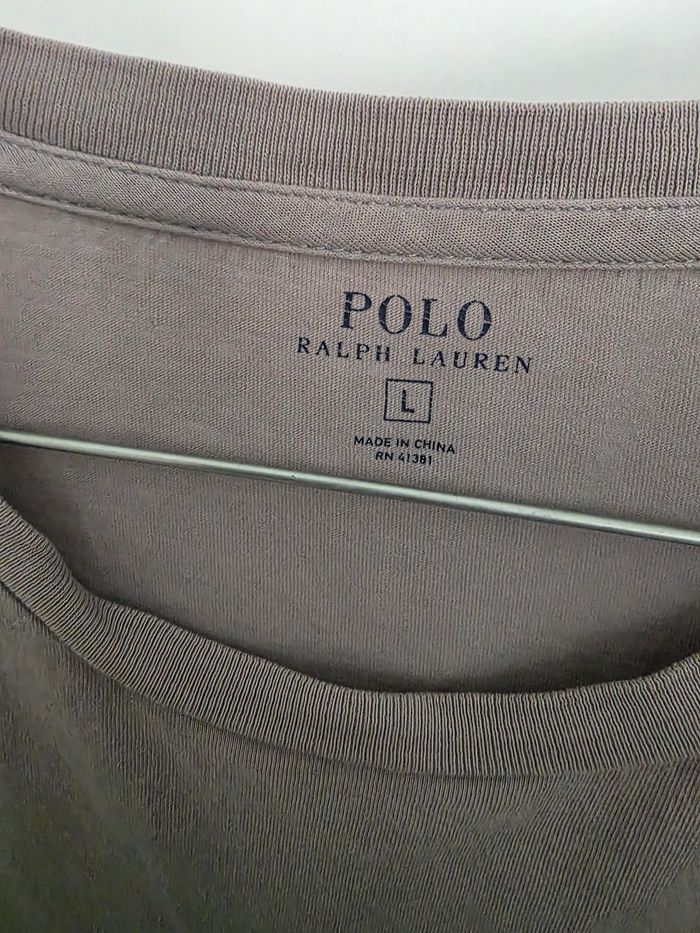 POLO
RALPH LAUREN
L
MADE IN CHINA
RN 41381